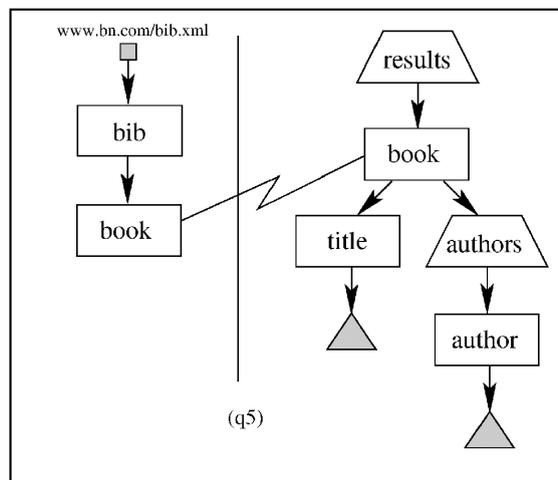 www.bn.com/bib.xml
bib
book
results
book
title
authors
author
(q5)